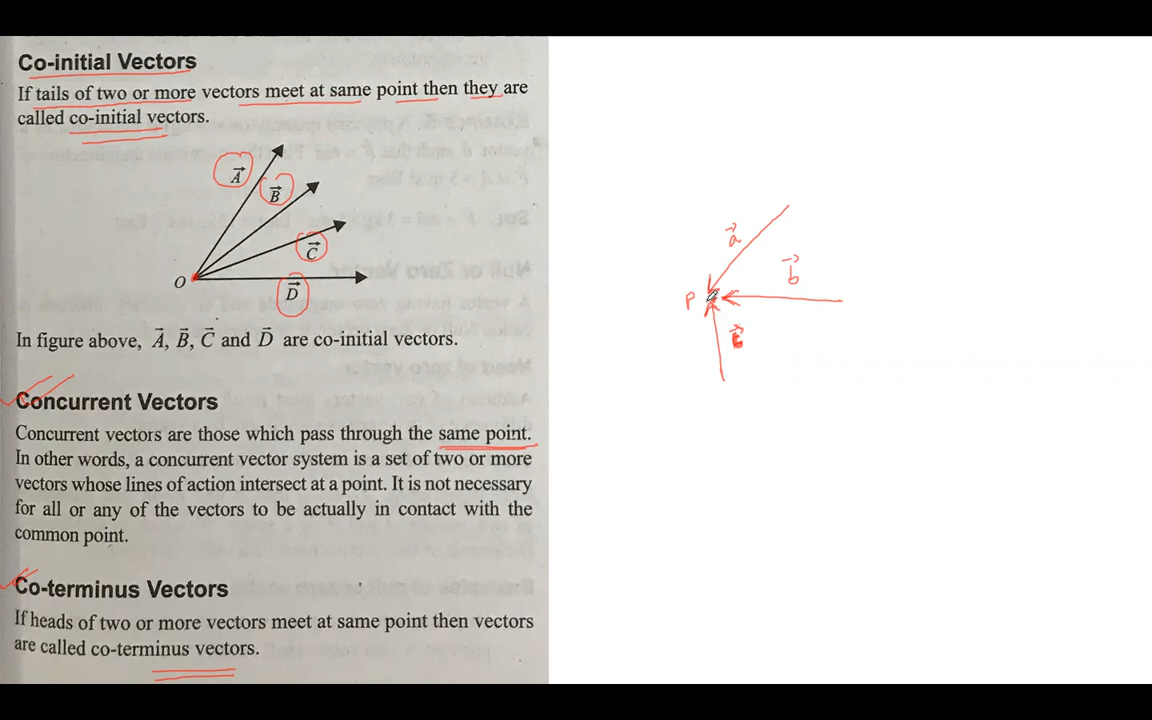 Co-initial Vectors
If tails of two or more vectors meet at same point then they are
called co-initial vectors.
A⃗
B⃗
C⃗
O
D⃗
In figure above, A⃗, B⃗, C⃗ and D⃗ are co-initial vectors.
Concurrent Vectors
Concurrent vectors are those which pass through the same point.
In other words, a concurrent vector system is a set of two or more
vectors whose lines of action intersect at a point. It is not necessary
for all or any of the vectors to be actually in contact with the
common point.
Co-terminus Vectors
If heads of two or more vectors meet at same point then vectors
are called co-terminus vectors.
a⃗
b⃗
P
c⃗